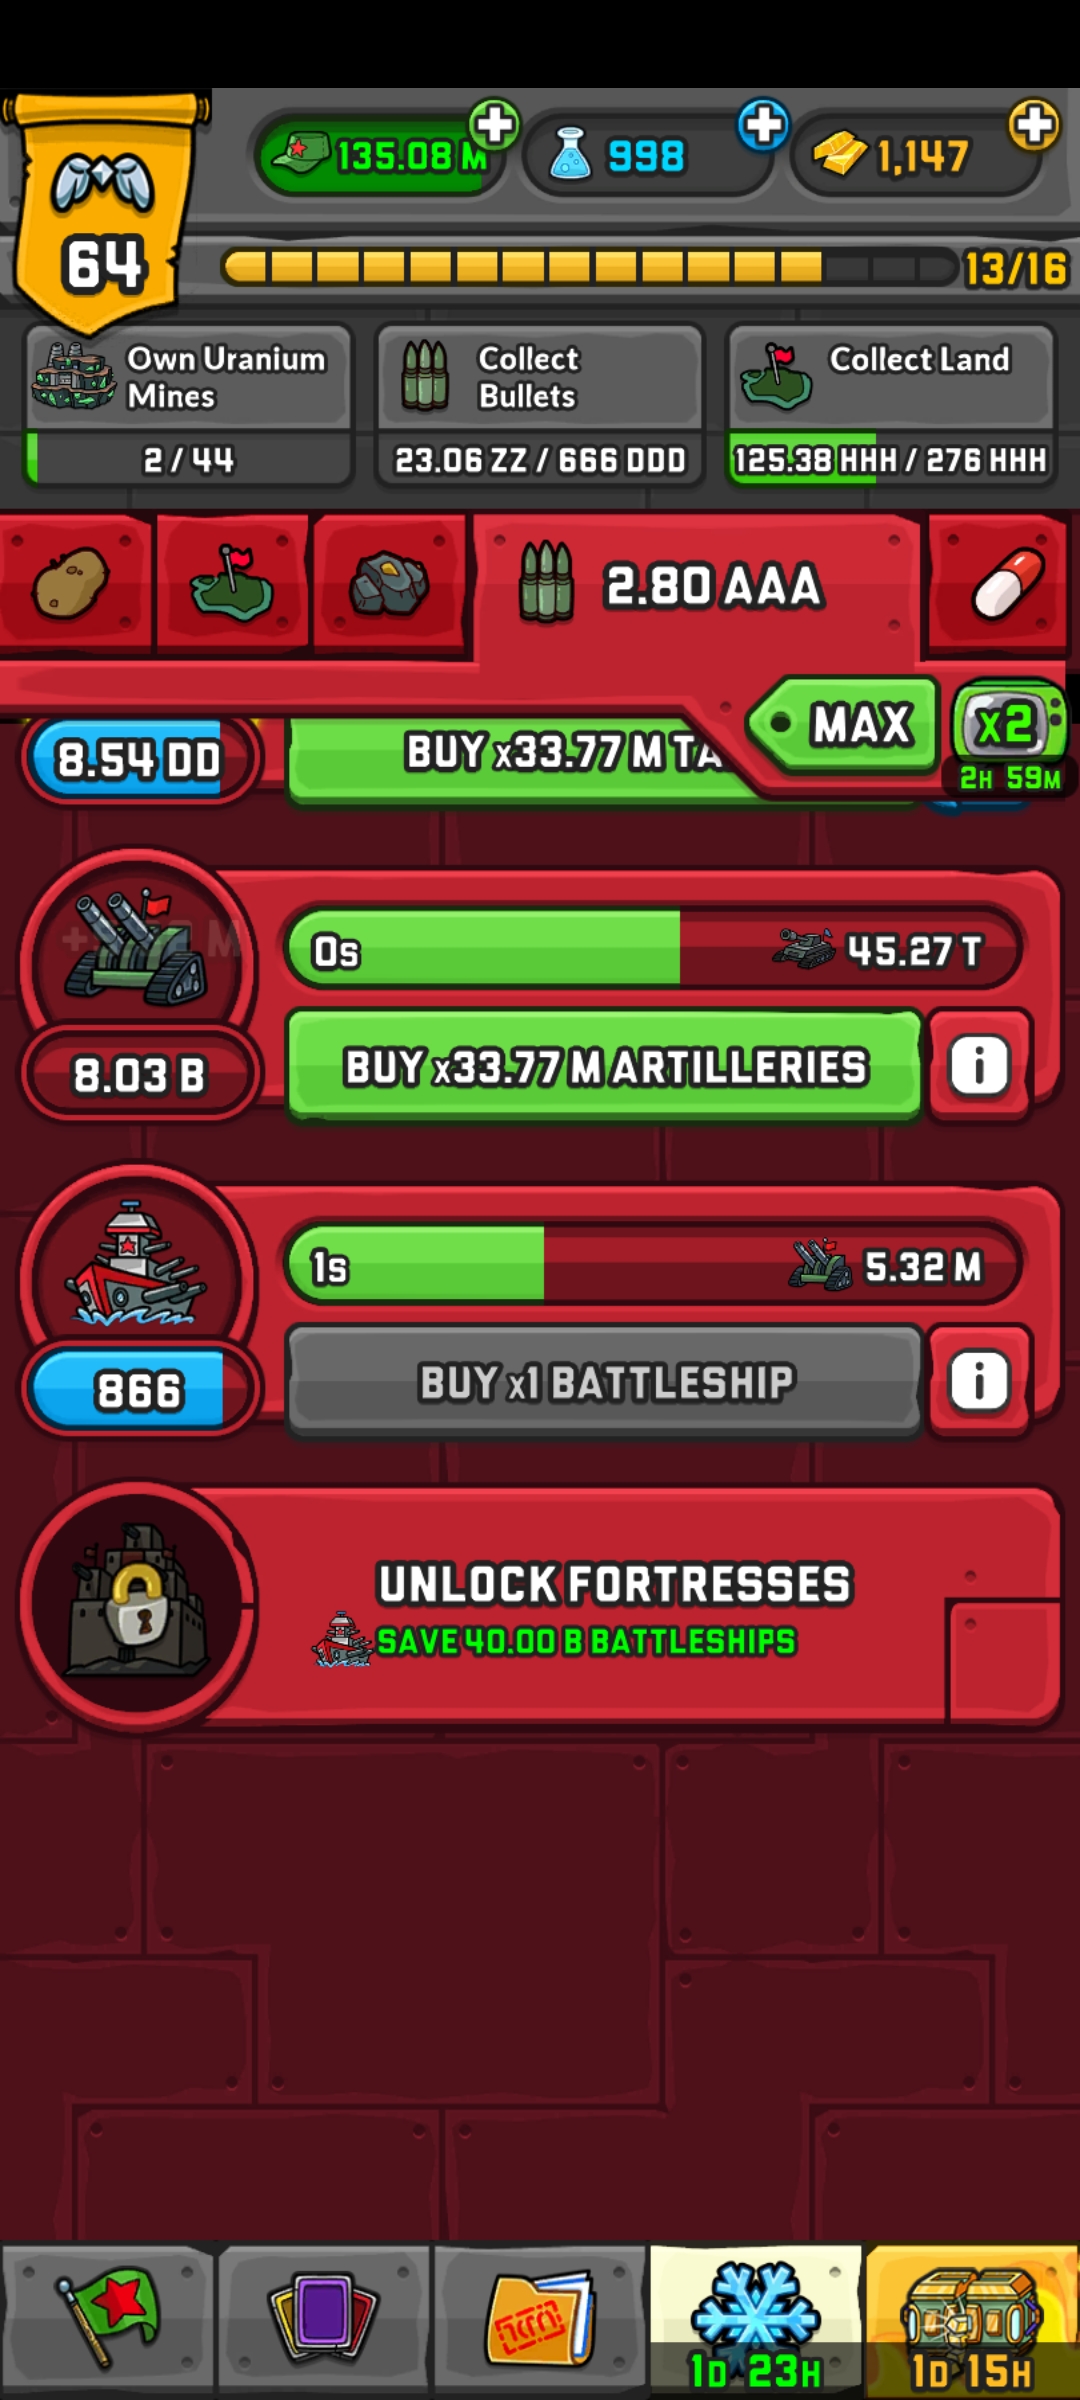 135.08 M
998
1,147
64
13/16
Own Uranium
Mines
2 / 44
Collect
Bullets
23.06 ZZ / 666 DDD
Collect Land
125.38 HHH / 276 HHH
2.80 AAA
MAX
x2
2H 59M
8.54 DD
BUY x33.77 M TA
0s
45.27 T
8.03 B
BUY x33.77 M ARTILLERIES
i
1s
5.32 M
866
BUY x1 BATTLESHIP
i
UNLOCK FORTRESSES
SAVE 40.00 B BATTLESHIPS
1D 23H
1D 15H